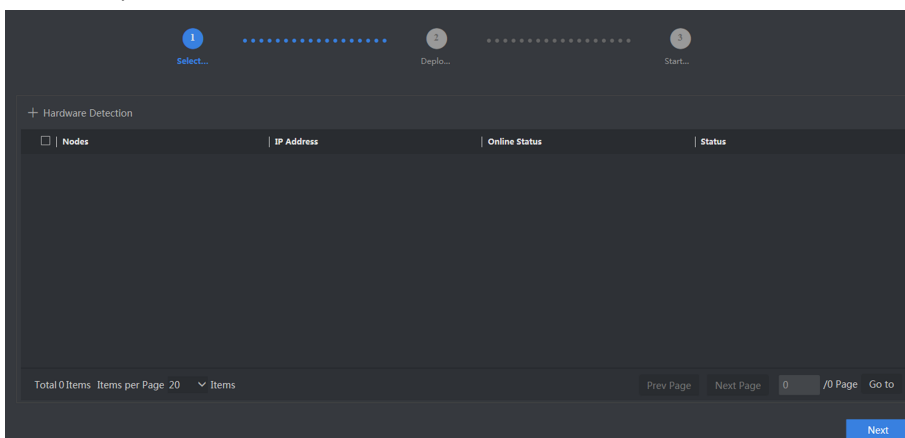 1 2 3
Select... Deplo... Start...
+ Hardware Detection
Nodes IP Address Online Status Status
Total 0 Items Items per Page 20 Items Prev Page Next Page 0 /0 Page Go to
Next